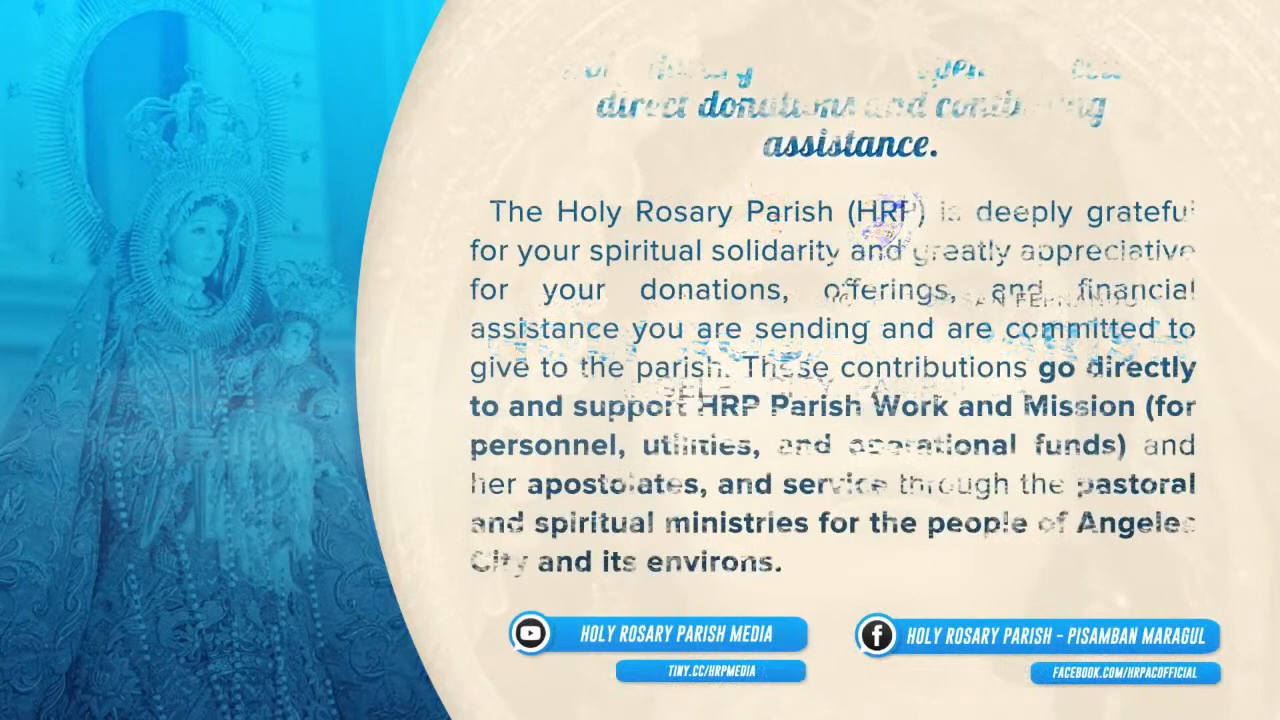 direct donations and continuing
assistance.
The Holy Rosary Parish (HRP) is deeply grateful
for your spiritual solidarity and greatly appreciative
for your donations, offerings, and financial
SAN FERNANDO
assistance you are sending and are committed to
give to the parish. These contributions go directly
to and support HRP Parish Work and Mission (for
personnel, utilities, and operational funds) and
her apostolates, and service through the pastoral
and spiritual ministries for the people of Angeles
City and its environs.
HOLY ROSARY PARISH MEDIA
TINY.CC/HRPMEDIA
HOLY ROSARY PARISH - PISAMBAN MARAGUL
FACEBOOK.COM/HRPACOFFICIAL